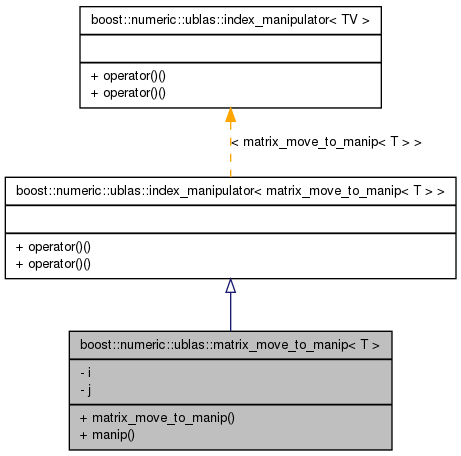 boost::numeric::ublas::index_manipulator< TV >
+ operator()()
+ operator()()
< matrix_move_to_manip< T > >
boost::numeric::ublas::index_manipulator< matrix_move_to_manip< T > >
+ operator()()
+ operator()()
boost::numeric::ublas::matrix_move_to_manip< T >
- i
- j
+ matrix_move_to_manip()
+ manip()